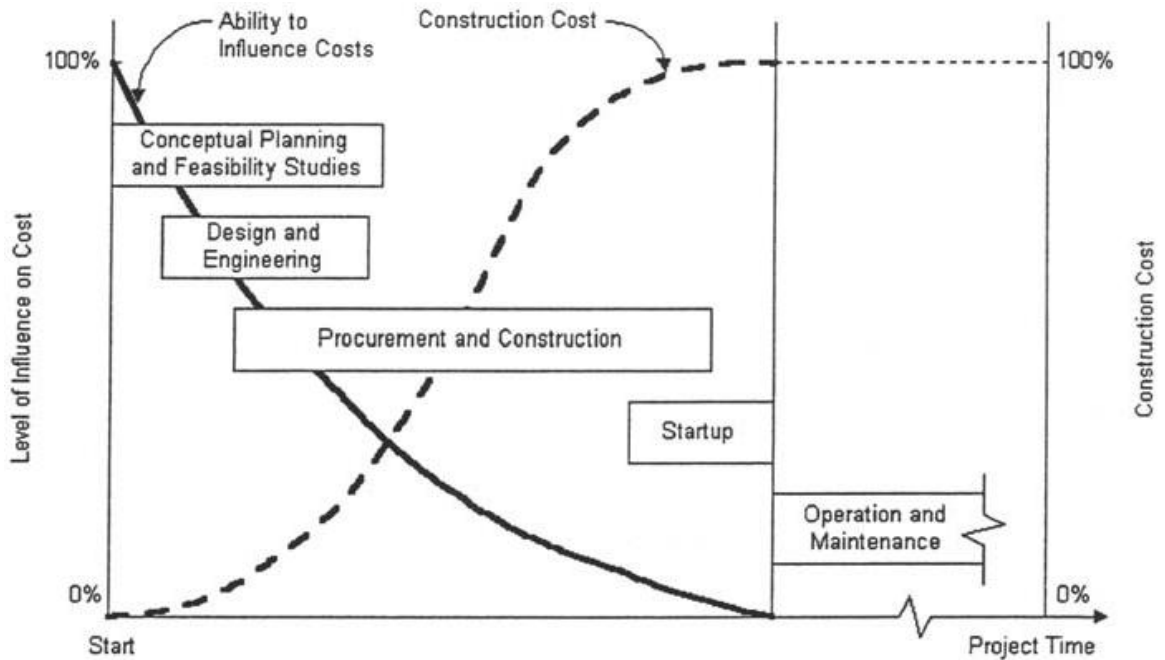 Ability to
Influence Costs
Construction Cost
100%
100%
Conceptual Planning
and Feasibility Studies
Design and
Engineering
Procurement and Construction
Startup
Operation and
Maintenance
Level of Influence on Cost
Construction Cost
0%
0%
Start
Project Time